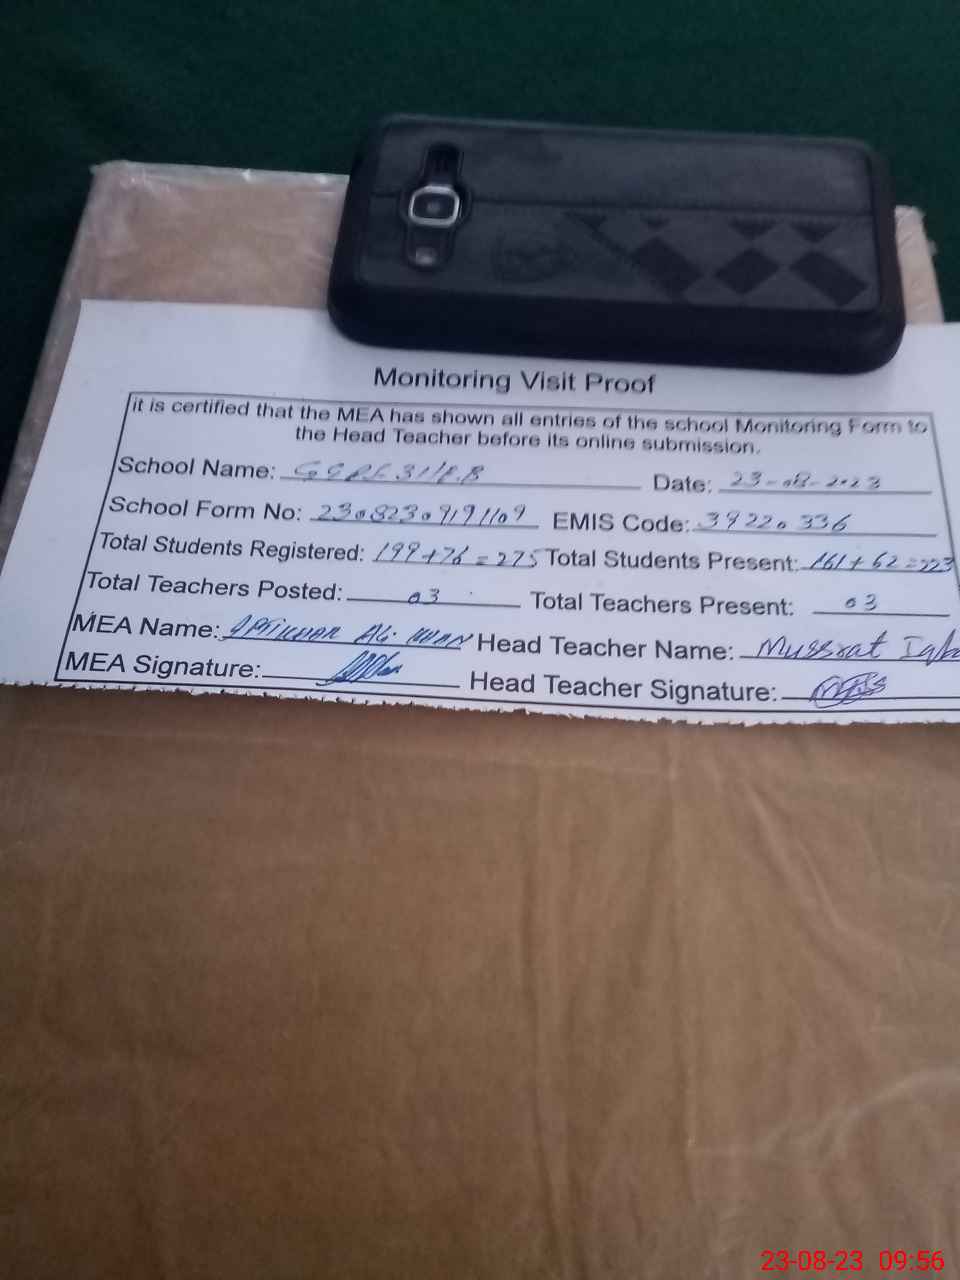 Monitoring Visit Proof
it is certified that the MEA has shown all entries of the school Monitoring Form to
the Head Teacher before its online submission.
School Name: Date: 23-08-2023
School Form No: 23082309191109 EMIS Code: 39220336
Total Students Registered: 199+76=275 Total Students Present: 161+62=223
Total Teachers Posted: 03 Total Teachers Present: 03
MEA Name: Head Teacher Name: Mussrat
MEA Signature: Head Teacher Signature:
23-08-23 09:56